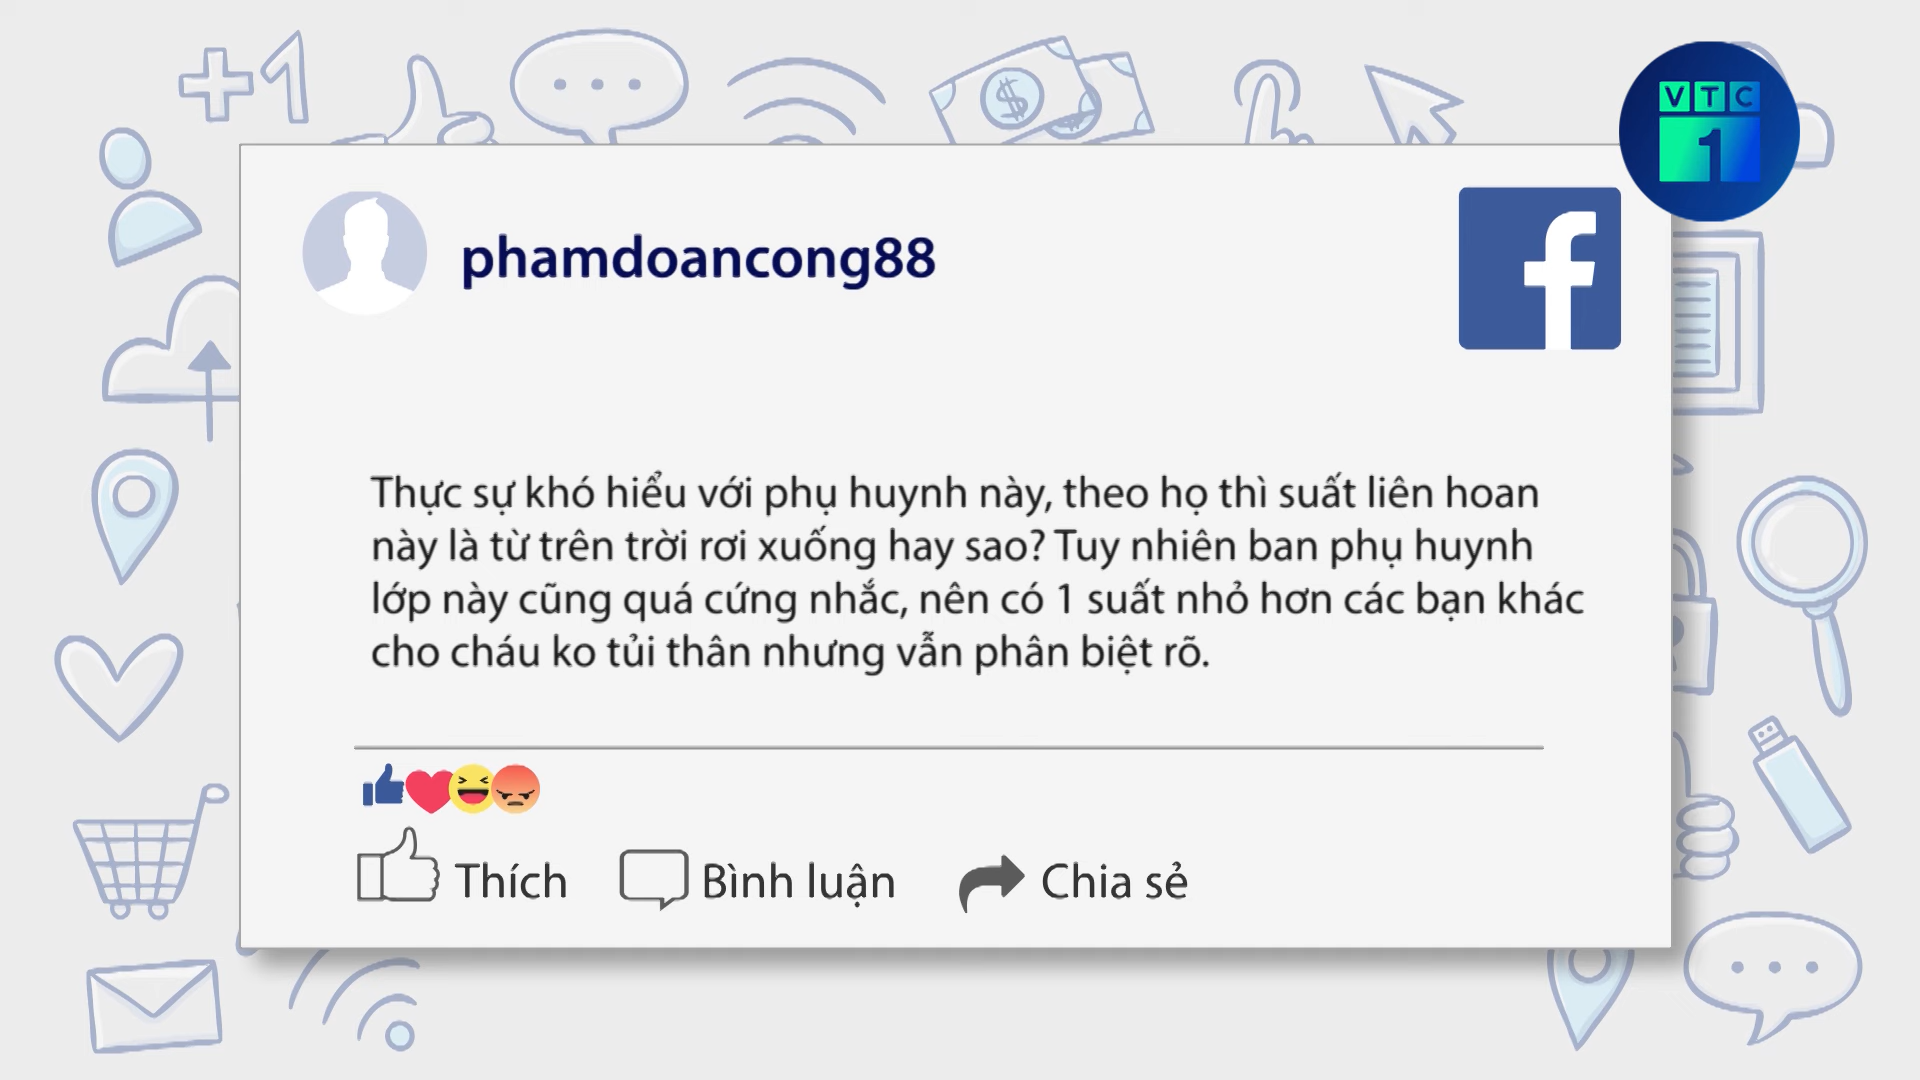 +1
VTC
1
phamdoancong88
Thực sự khó hiểu với phụ huynh này, theo họ thì suất liên hoan
này là từ trên trời rơi xuống hay sao? Tuy nhiên ban phụ huynh
lớp này cũng quá cứng nhắc, nên có 1 suất nhỏ hơn các bạn khác
cho cháu ko tủi thân nhưng vẫn phân biệt rõ.
Thích Bình luận Chia sẻ